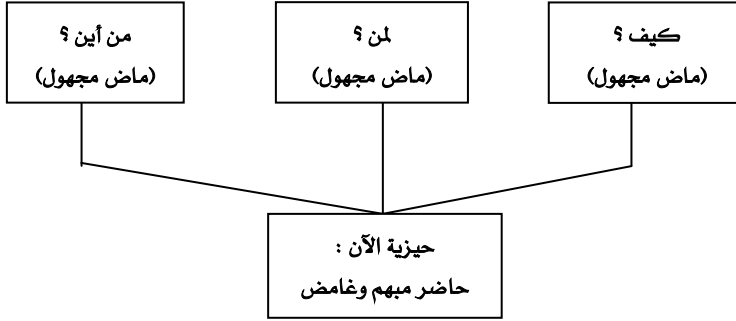 كيف ؟
(ماض مجهول)
لمن ؟
(ماض مجهول)
من أين ؟
(ماض مجهول)
حيزية الآن :
حاضر مبهم وغامض